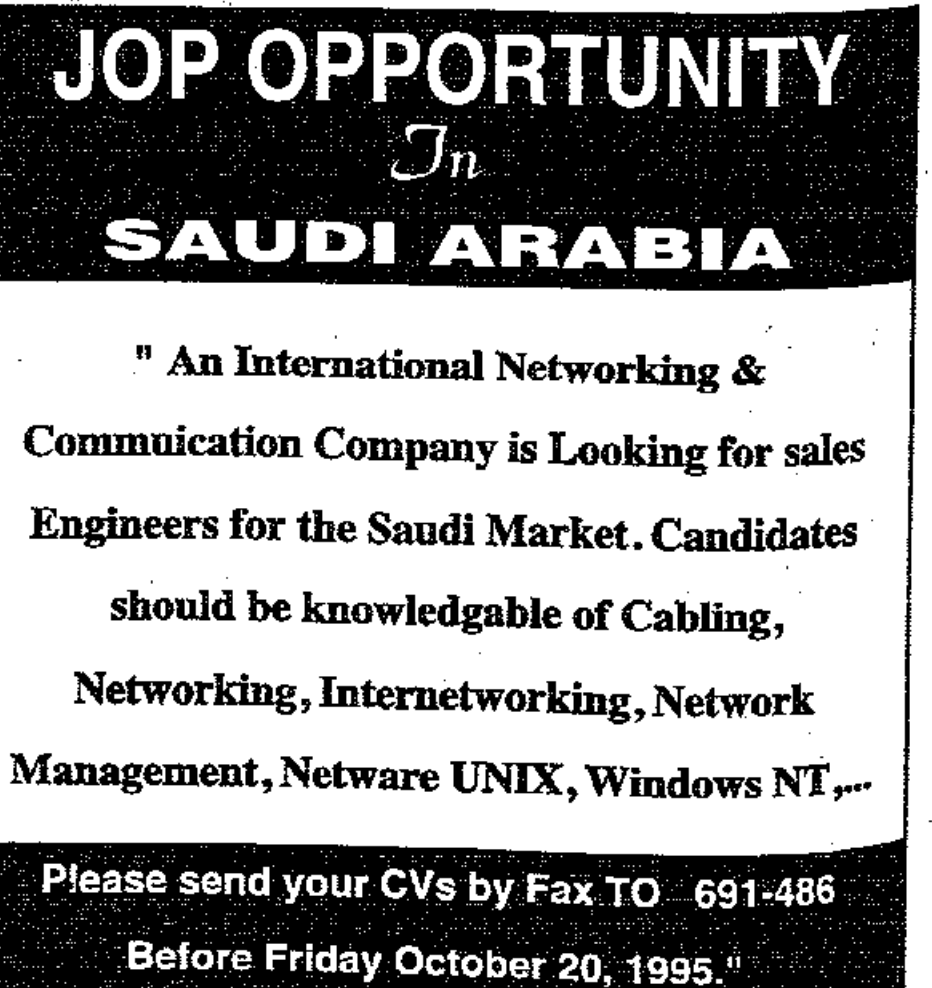 JOP OPPORTUNITY
In
SAUDI ARABIA
" An International Networking &
Commuication Company is Looking for sales
Engineers for the Saudi Market. Candidates
should be knowledgable of Cabling,
Networking, Internetworking, Network
Management, Netware UNIX, Windows NT,...
Please send your CVs by Fax TO 691-486
Before Friday October 20, 1995."